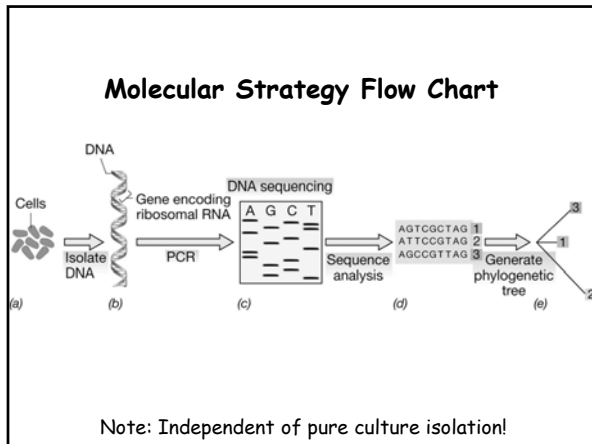 Molecular Strategy Flow Chart
DNA
Cells
Gene encoding
ribosomal RNA
DNA sequencing
A G C T
Isolate
DNA
PCR
Sequence
analysis
AGTCGCTAG 1
ATTCCGTAG 2
AGCCGTTAG 3
Generate
phylogenetic
tree
3
1
2
(a)
(b)
(c)
(d)
(e)
Note: Independent of pure culture isolation!